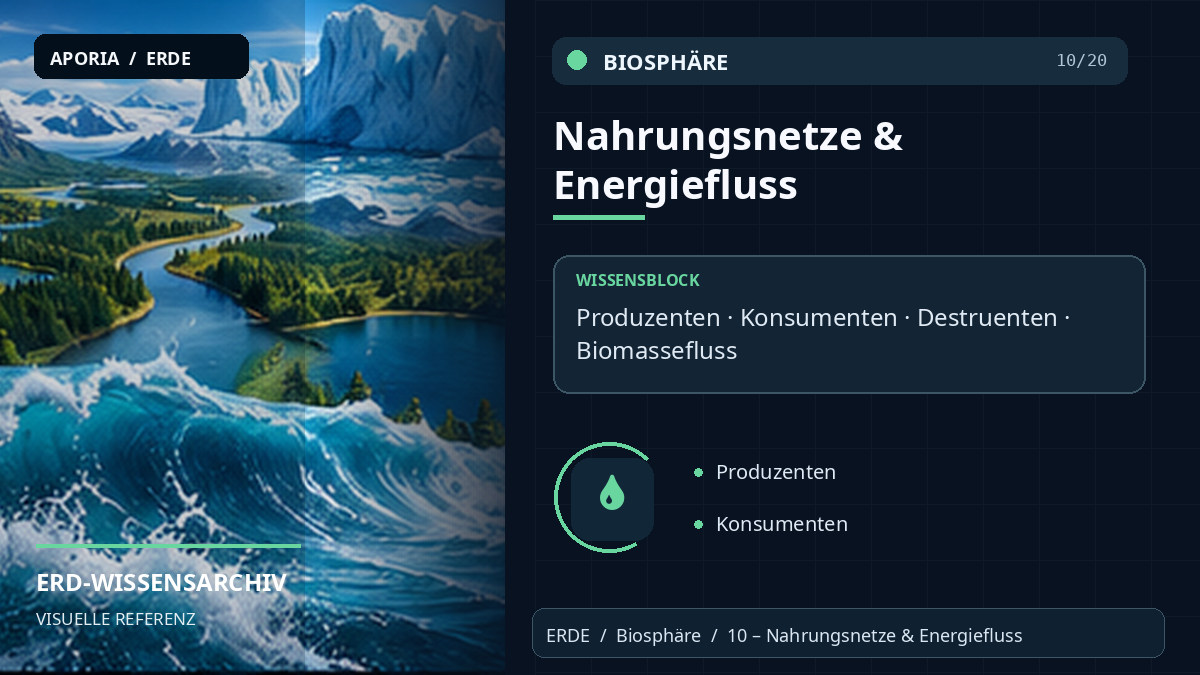 APORIA / ERDE
ERD-WISSENSARCHIV
VISUELLE REFERENZ
BIOSPHÄRE
10/20
Nahrungsnetze &
Energiefluss
WISSENSBLOCK
Produzenten · Konsumenten · Destruenten ·
Biomassefluss
Produzenten
Konsumenten
ERDE / Biosphäre / 10 – Nahrungsnetze & Energiefluss